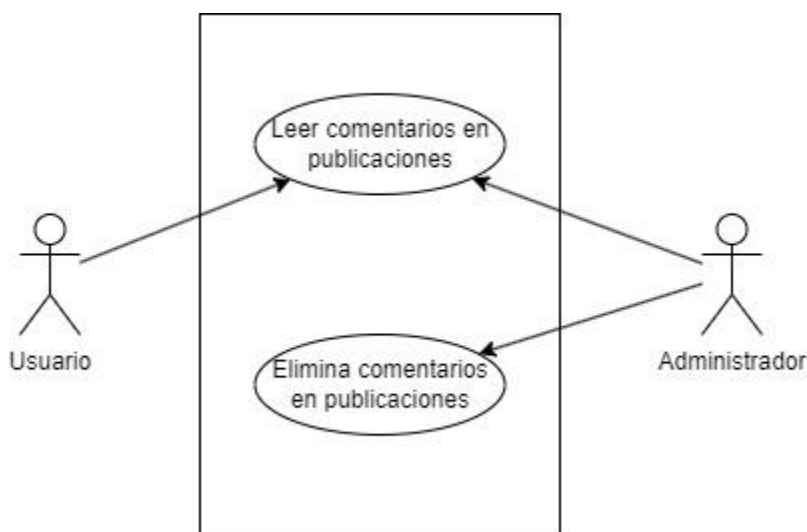 Leer comentarios en
publicaciones
Usuario
Administrador
Elimina comentarios
en publicaciones